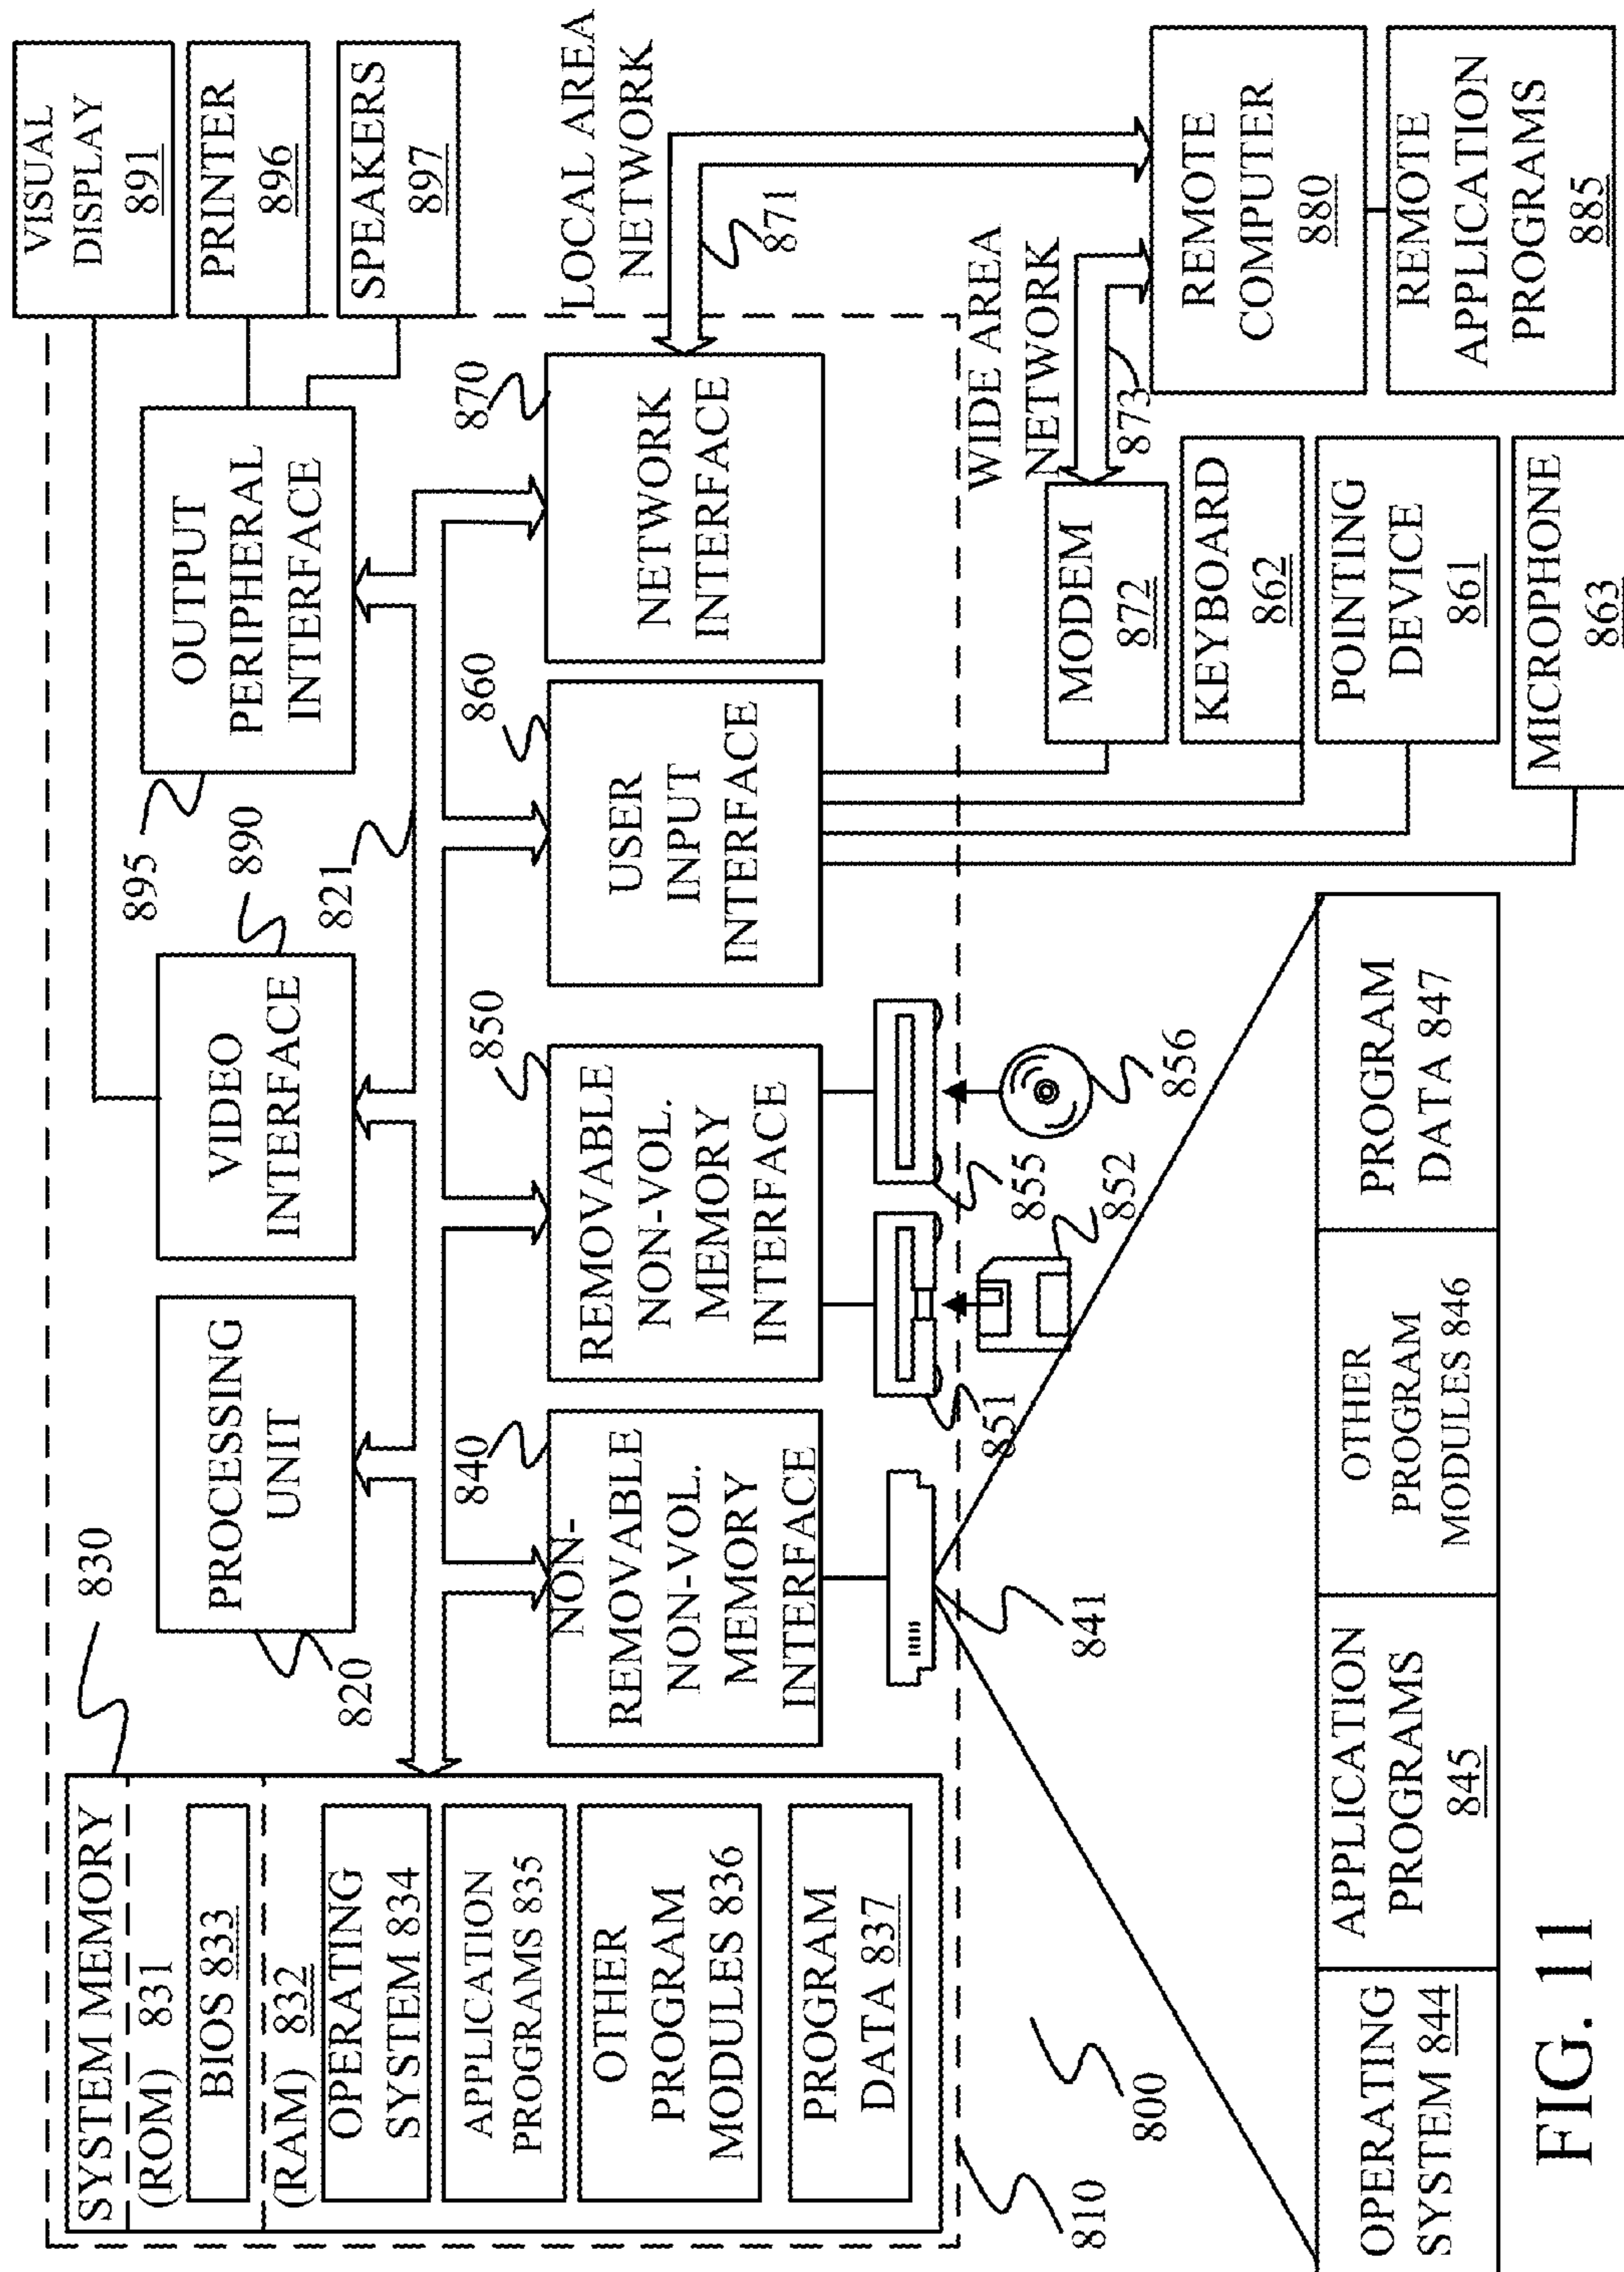 SYSTEM MEMORY
(ROM) 831
BIOS 833
(RAM) 832
OPERATING
SYSTEM 834
APPLICATION
PROGRAMS 835
OTHER
PROGRAM
MODULES 836
PROGRAM
DATA 837
830
PROCESSING
UNIT
820
VIDEO
INTERFACE
890
821
OUTPUT
PERIPHERAL
INTERFACE
895
VISUAL
DISPLAY
891
PRINTER
896
SPEAKERS
897
NON-
REMOVABLE
NON-VOL.
MEMORY
INTERFACE
840
REMOVABLE
NON-VOL.
MEMORY
INTERFACE
850
USER
INPUT
INTERFACE
860
NETWORK
INTERFACE
870
LOCAL AREA
NETWORK
871
841
851
852
855
856
WIDE AREA
NETWORK
873
MODEM
872
KEYBOARD
862
POINTING
DEVICE
861
MICROPHONE
863
REMOTE
COMPUTER
880
REMOTE
APPLICATION
PROGRAMS
885
810
800
OPERATING
SYSTEM 844
APPLICATION
PROGRAMS
845
OTHER
PROGRAM
MODULES 846
PROGRAM
DATA 847
FIG. 11